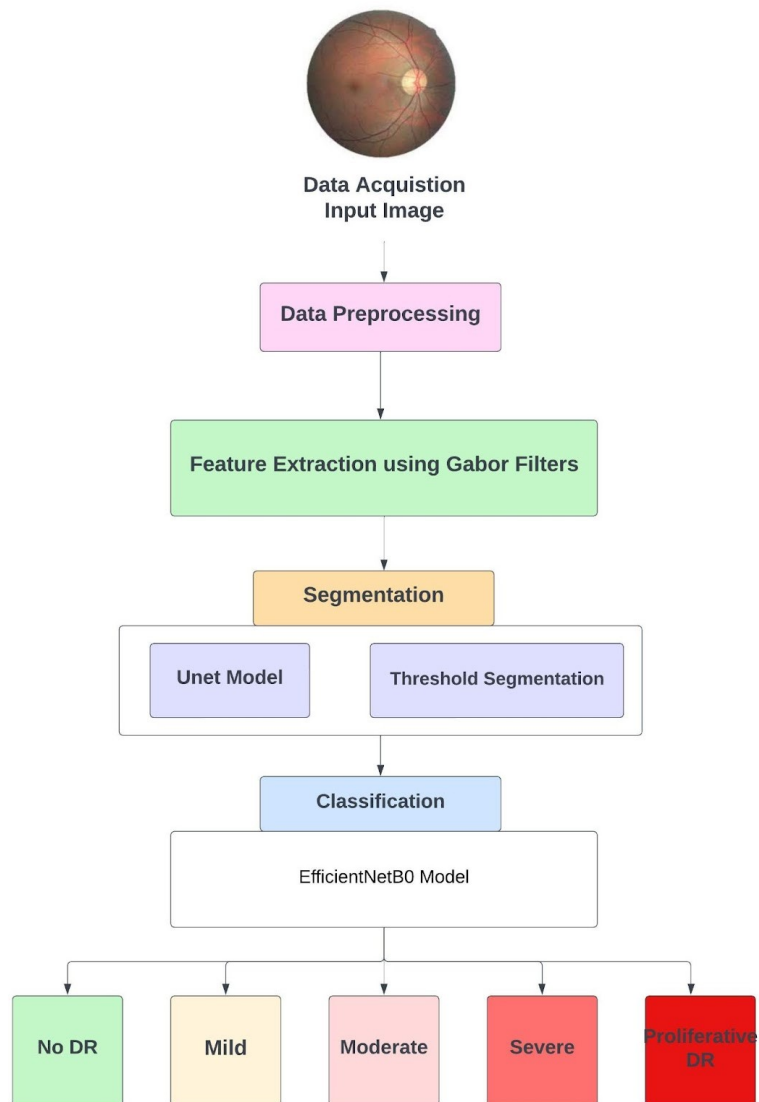 Data Acquistion
Input Image
Data Preprocessing
Feature Extraction using Gabor Filters
Segmentation
Unet Model
Threshold Segmentation
Classification
EfficientNetB0 Model
No DR
Mild
Moderate
Severe
Proliferative
DR